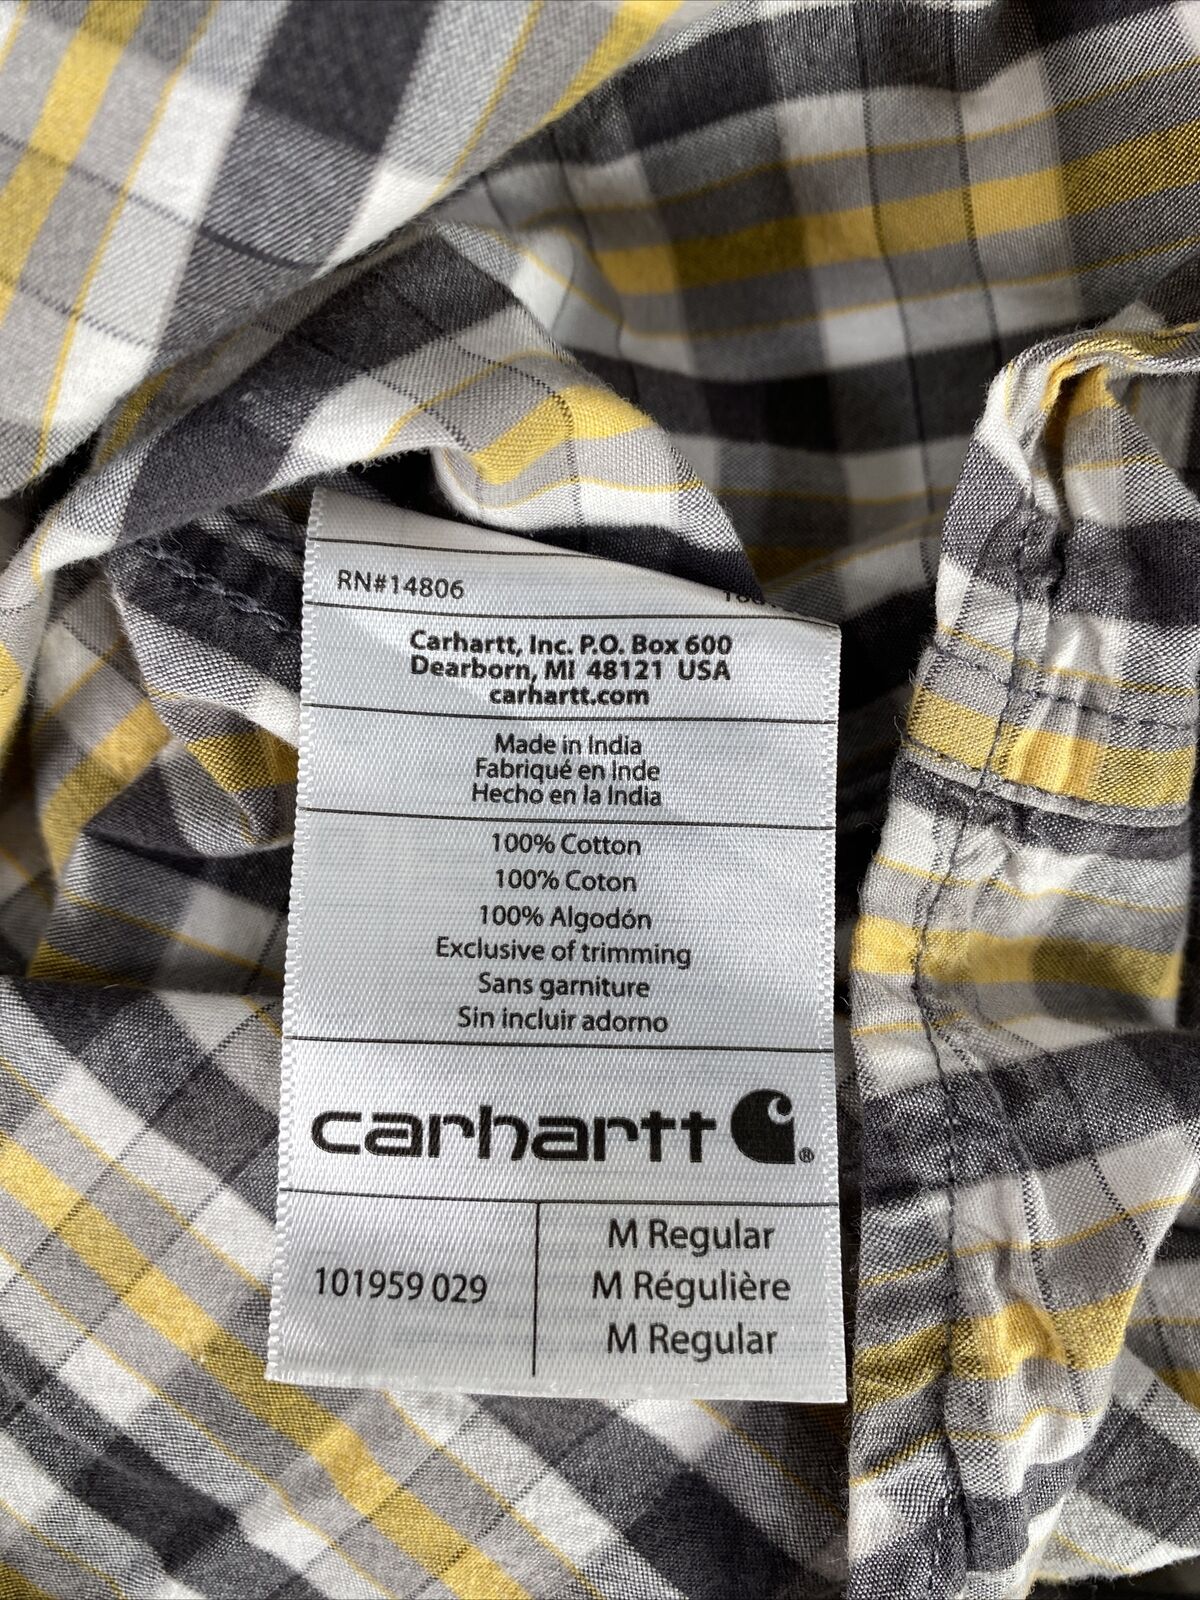 RN#14806
Carhartt, Inc. P.O. Box 600
Dearborn, MI 48121 USA
carhartt.com
Made in India
Fabriqué en Inde
Hecho en la India
100% Cotton
100% Coton
100% Algodón
Exclusive of trimming
Sans garniture
Sin incluir adorno
carhartt ®
101959 029
M Regular
M Régulière
M Regular